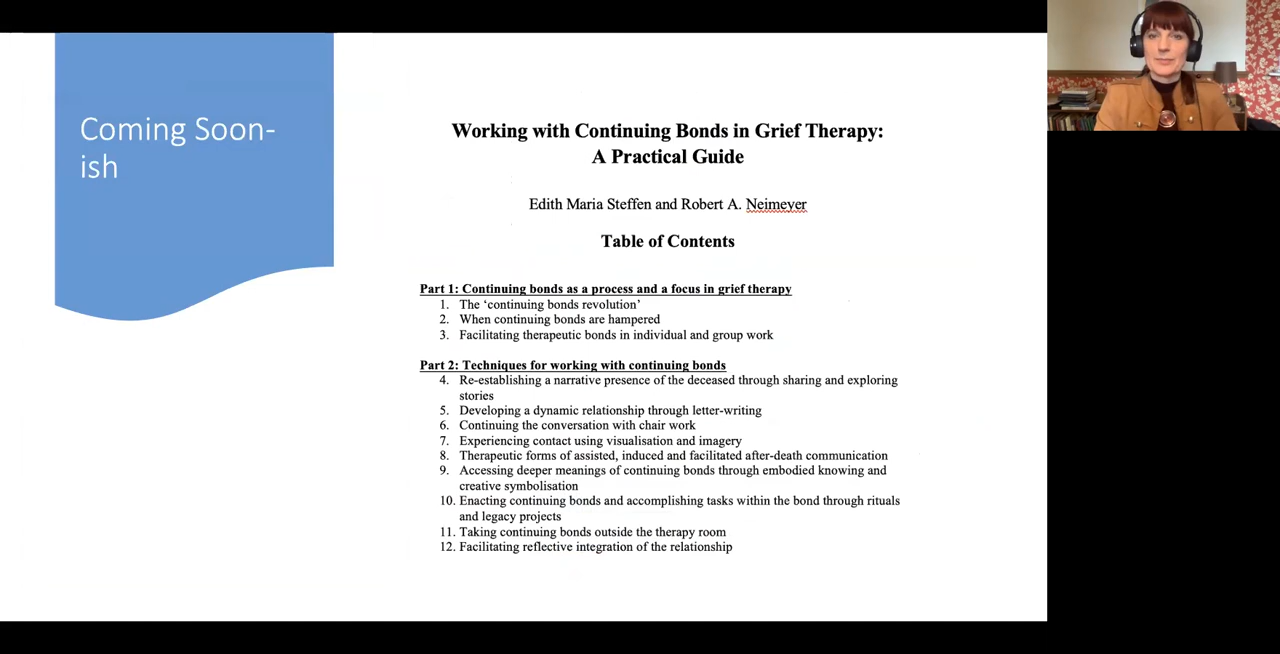 Coming Soon-
ish
Working with Continuing Bonds in Grief Therapy:
A Practical Guide
Edith Maria Steffen and Robert A. Neimeyer
Table of Contents
Part 1: Continuing bonds as a process and a focus in grief therapy
1. The ‘continuing bonds revolution’
2. When continuing bonds are hampered
3. Facilitating therapeutic bonds in individual and group work
Part 2: Techniques for working with continuing bonds
4. Re-establishing a narrative presence of the deceased through sharing and exploring
stories
5. Developing a dynamic relationship through letter-writing
6. Continuing the conversation with chair work
7. Experiencing contact using visualisation and imagery
8. Therapeutic forms of assisted, induced and facilitated after-death communication
9. Accessing deeper meanings of continuing bonds through embodied knowing and
creative symbolisation
10. Enacting continuing bonds and accomplishing tasks within the bond through rituals
and legacy projects
11. Taking continuing bonds outside the therapy room
12. Facilitating reflective integration of the relationship